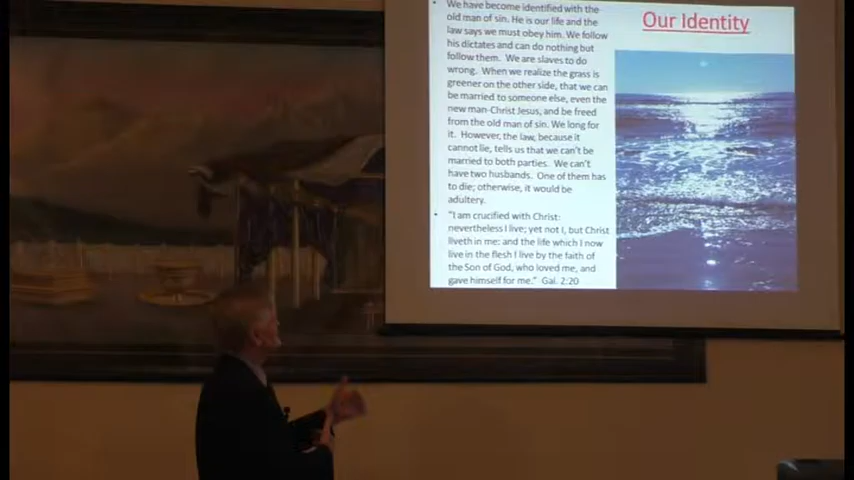 Our Identity
• We have become identified with the
old man of sin. He is our life and the
law says we must obey him. We follow
his dictates and can do nothing but
follow them. We are slaves to do
wrong. When we realize the grass is
greener on the other side, that we can
be married to someone else, even the
new man-Christ Jesus, and be freed
from the old man of sin. We long for
it. However, the law, because it
cannot lie, tells us that we can't be
married to both parties. We can't
have two husbands. One of them has
to die; otherwise, it would be
adultery.
• "I am crucified with Christ:
nevertheless I live; yet not I, but Christ
liveth in me: and the life which I now
live in the flesh I live by the faith of
the Son of God, who loved me, and
gave himself for me." Gal. 2:20